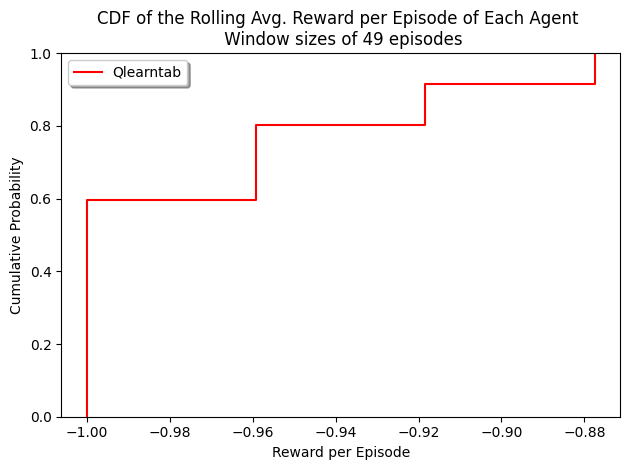 CDF of the Rolling Avg. Reward per Episode of Each Agent
Window sizes of 49 episodes
Qlearntab
Cumulative Probability
1.0
0.8
0.6
0.4
0.2
0.0
−1.00 −0.98 −0.96 −0.94 −0.92 −0.90 −0.88
Reward per Episode